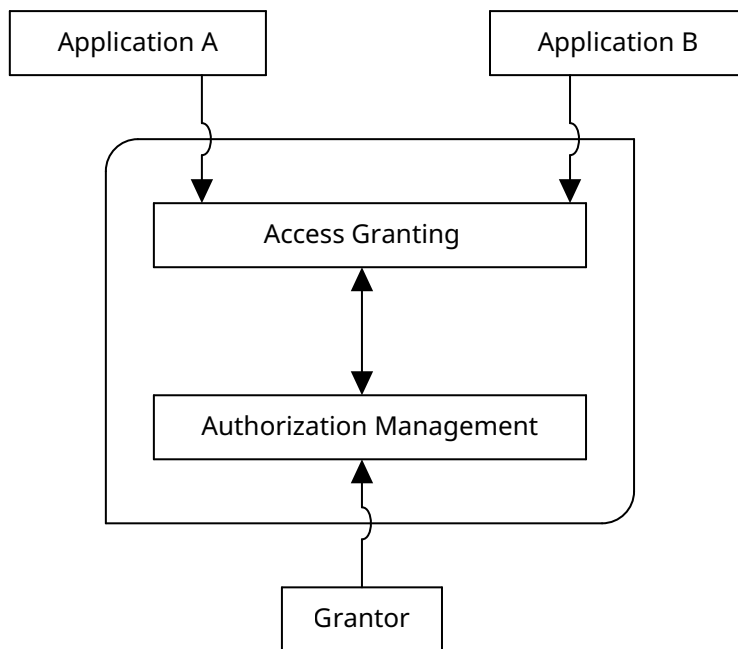 Application A
Application B
Access Granting
Authorization Management
Grantor